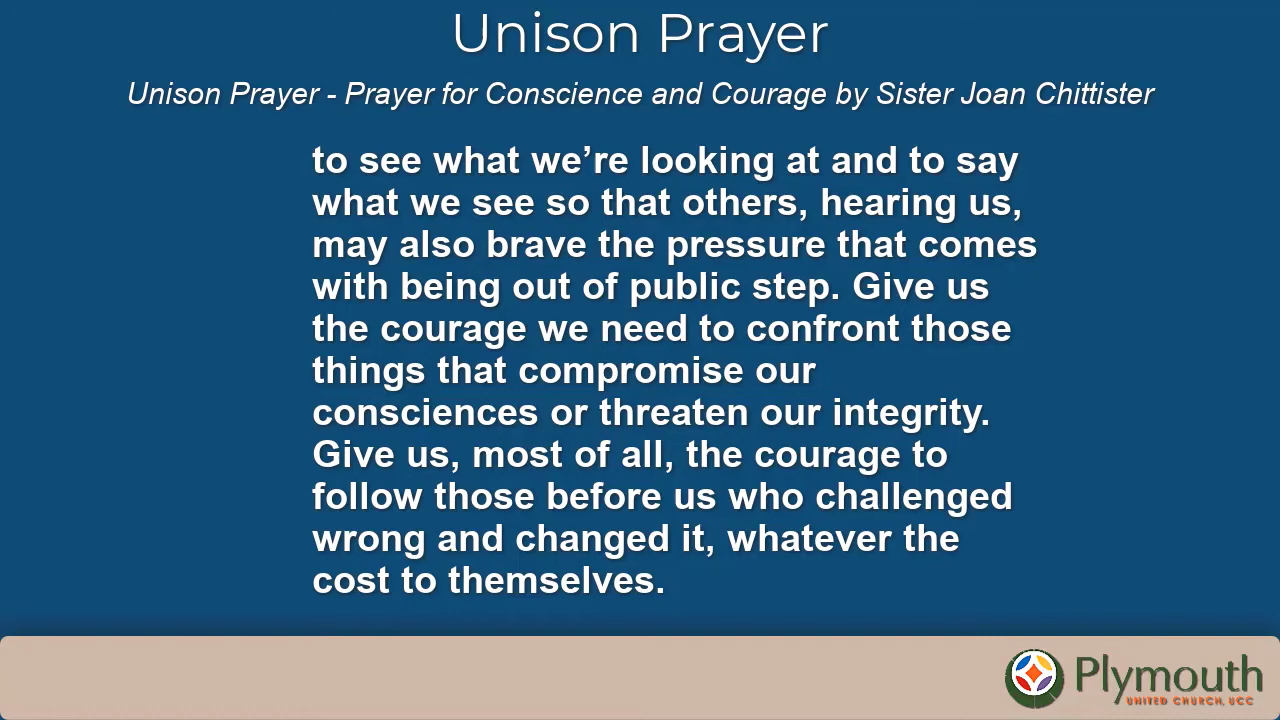 Unison Prayer
Unison Prayer - Prayer for Conscience and Courage by Sister Joan Chittister
to see what we’re looking at and to say
what we see so that others, hearing us,
may also brave the pressure that comes
with being out of public step. Give us
the courage we need to confront those
things that compromise our
consciences or threaten our integrity.
Give us, most of all, the courage to
follow those before us who challenged
wrong and changed it, whatever the
cost to themselves.
Plymouth
UNITED CHURCH, UCC